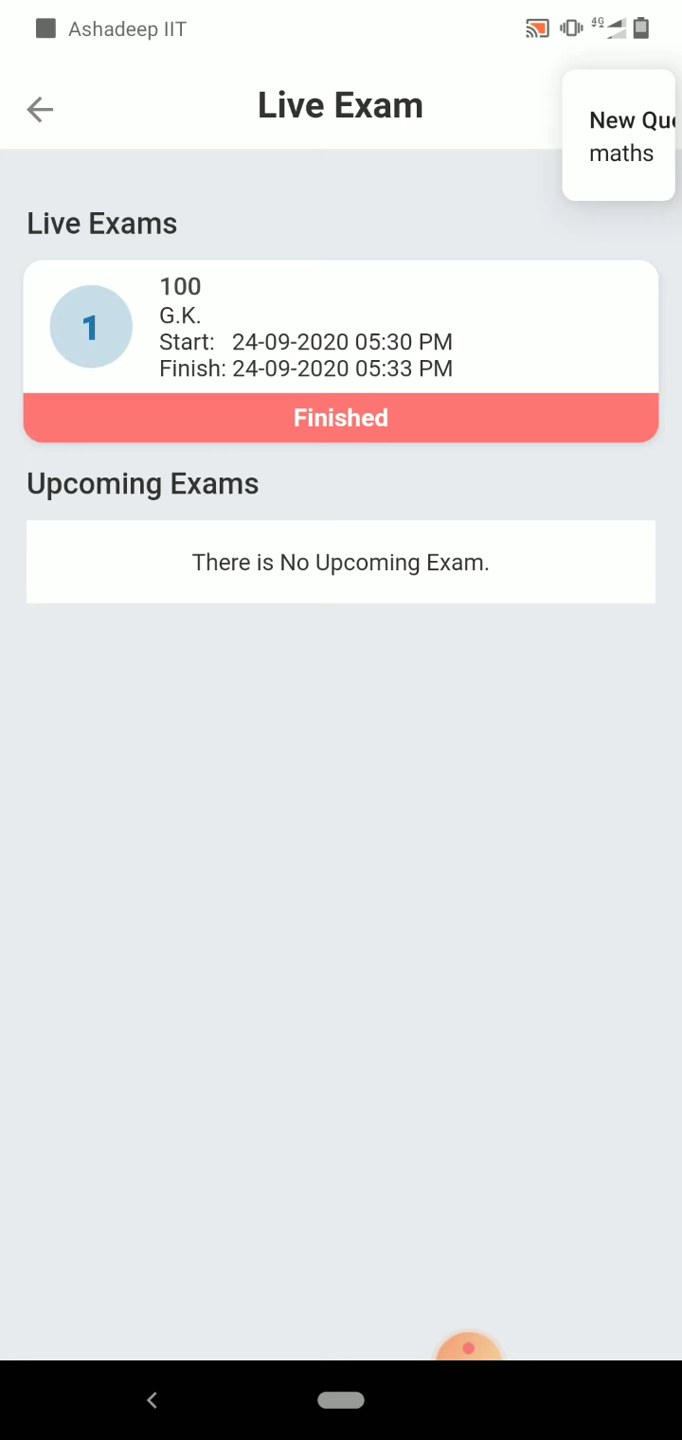 Ashadeep IIT
4G
Live Exam
New
maths
Live Exams
1
100
G.K.
Start: 24-09-2020 05:30 PM
Finish: 24-09-2020 05:33 PM
Finished
Upcoming Exams
There is No Upcoming Exam.